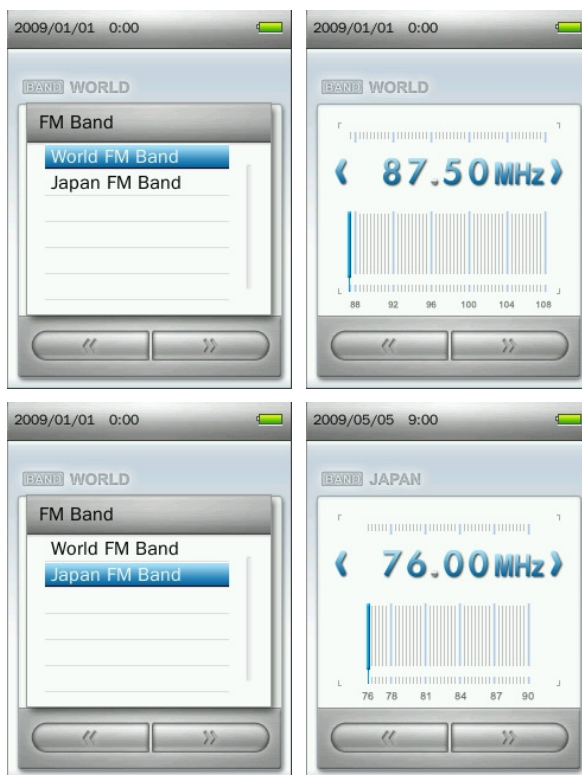 2009/01/01 0:00
BAND WORLD
FM Band
World FM Band
Japan FM Band
2009/01/01 0:00
BAND WORLD
87.50MHz
88 92 96 100 104 108
2009/01/01 0:00
BAND WORLD
FM Band
World FM Band
Japan FM Band
2009/05/05 9:00
BAND JAPAN
76.00MHz
76 78 81 84 87 90